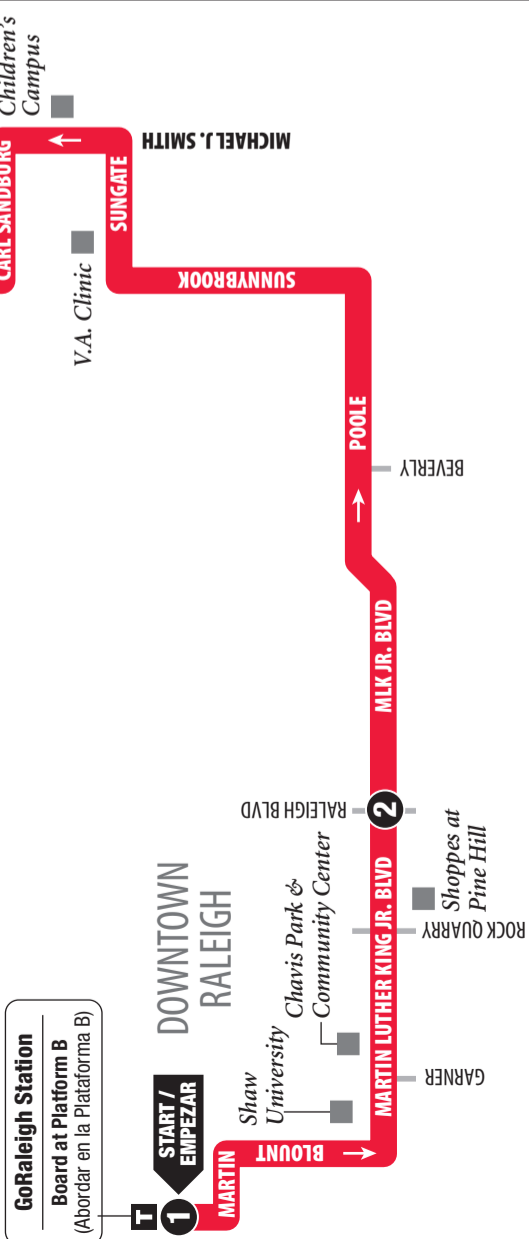 GoRaleigh Station
Board at Platform B
(Abordar en la Plataforma B)
T
1
START /
EMPEZAR
DOWNTOWN
RALEIGH
MARTIN
BLOUNT
Shaw
University
Chavis Park &
Community Center
MARTIN LUTHER KING JR. BLVD
GARNER
ROCK QUARRY
Shoppes at
Pine Hill
RALEIGH BLVD
2
MLK JR. BLVD
POOLE
BEVERLY
SUNNYBROOK
V.A. Clinic
SUNGATE
MICHAEL J. SMITH
CARL SANDBURG
Children's
Campus